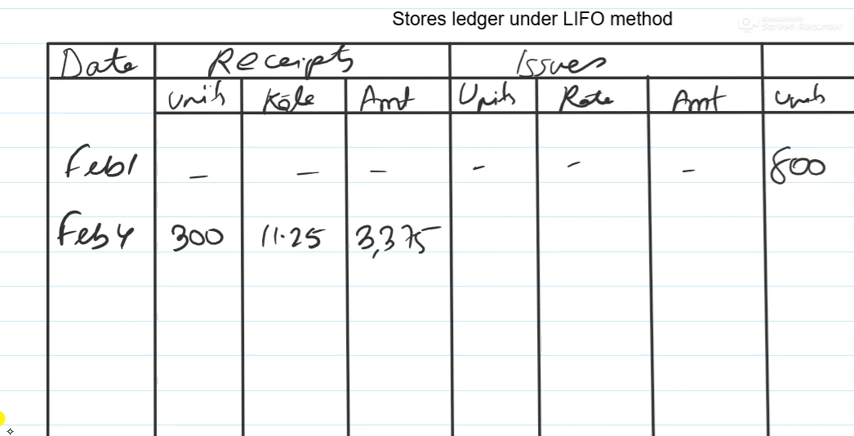 Stores ledger under LIFO method
Date Receipts Issues
Units Rate Amt Units Rate Amt Units
Feb1 - - - - - - 800
Feb4 300 11.25 3,375